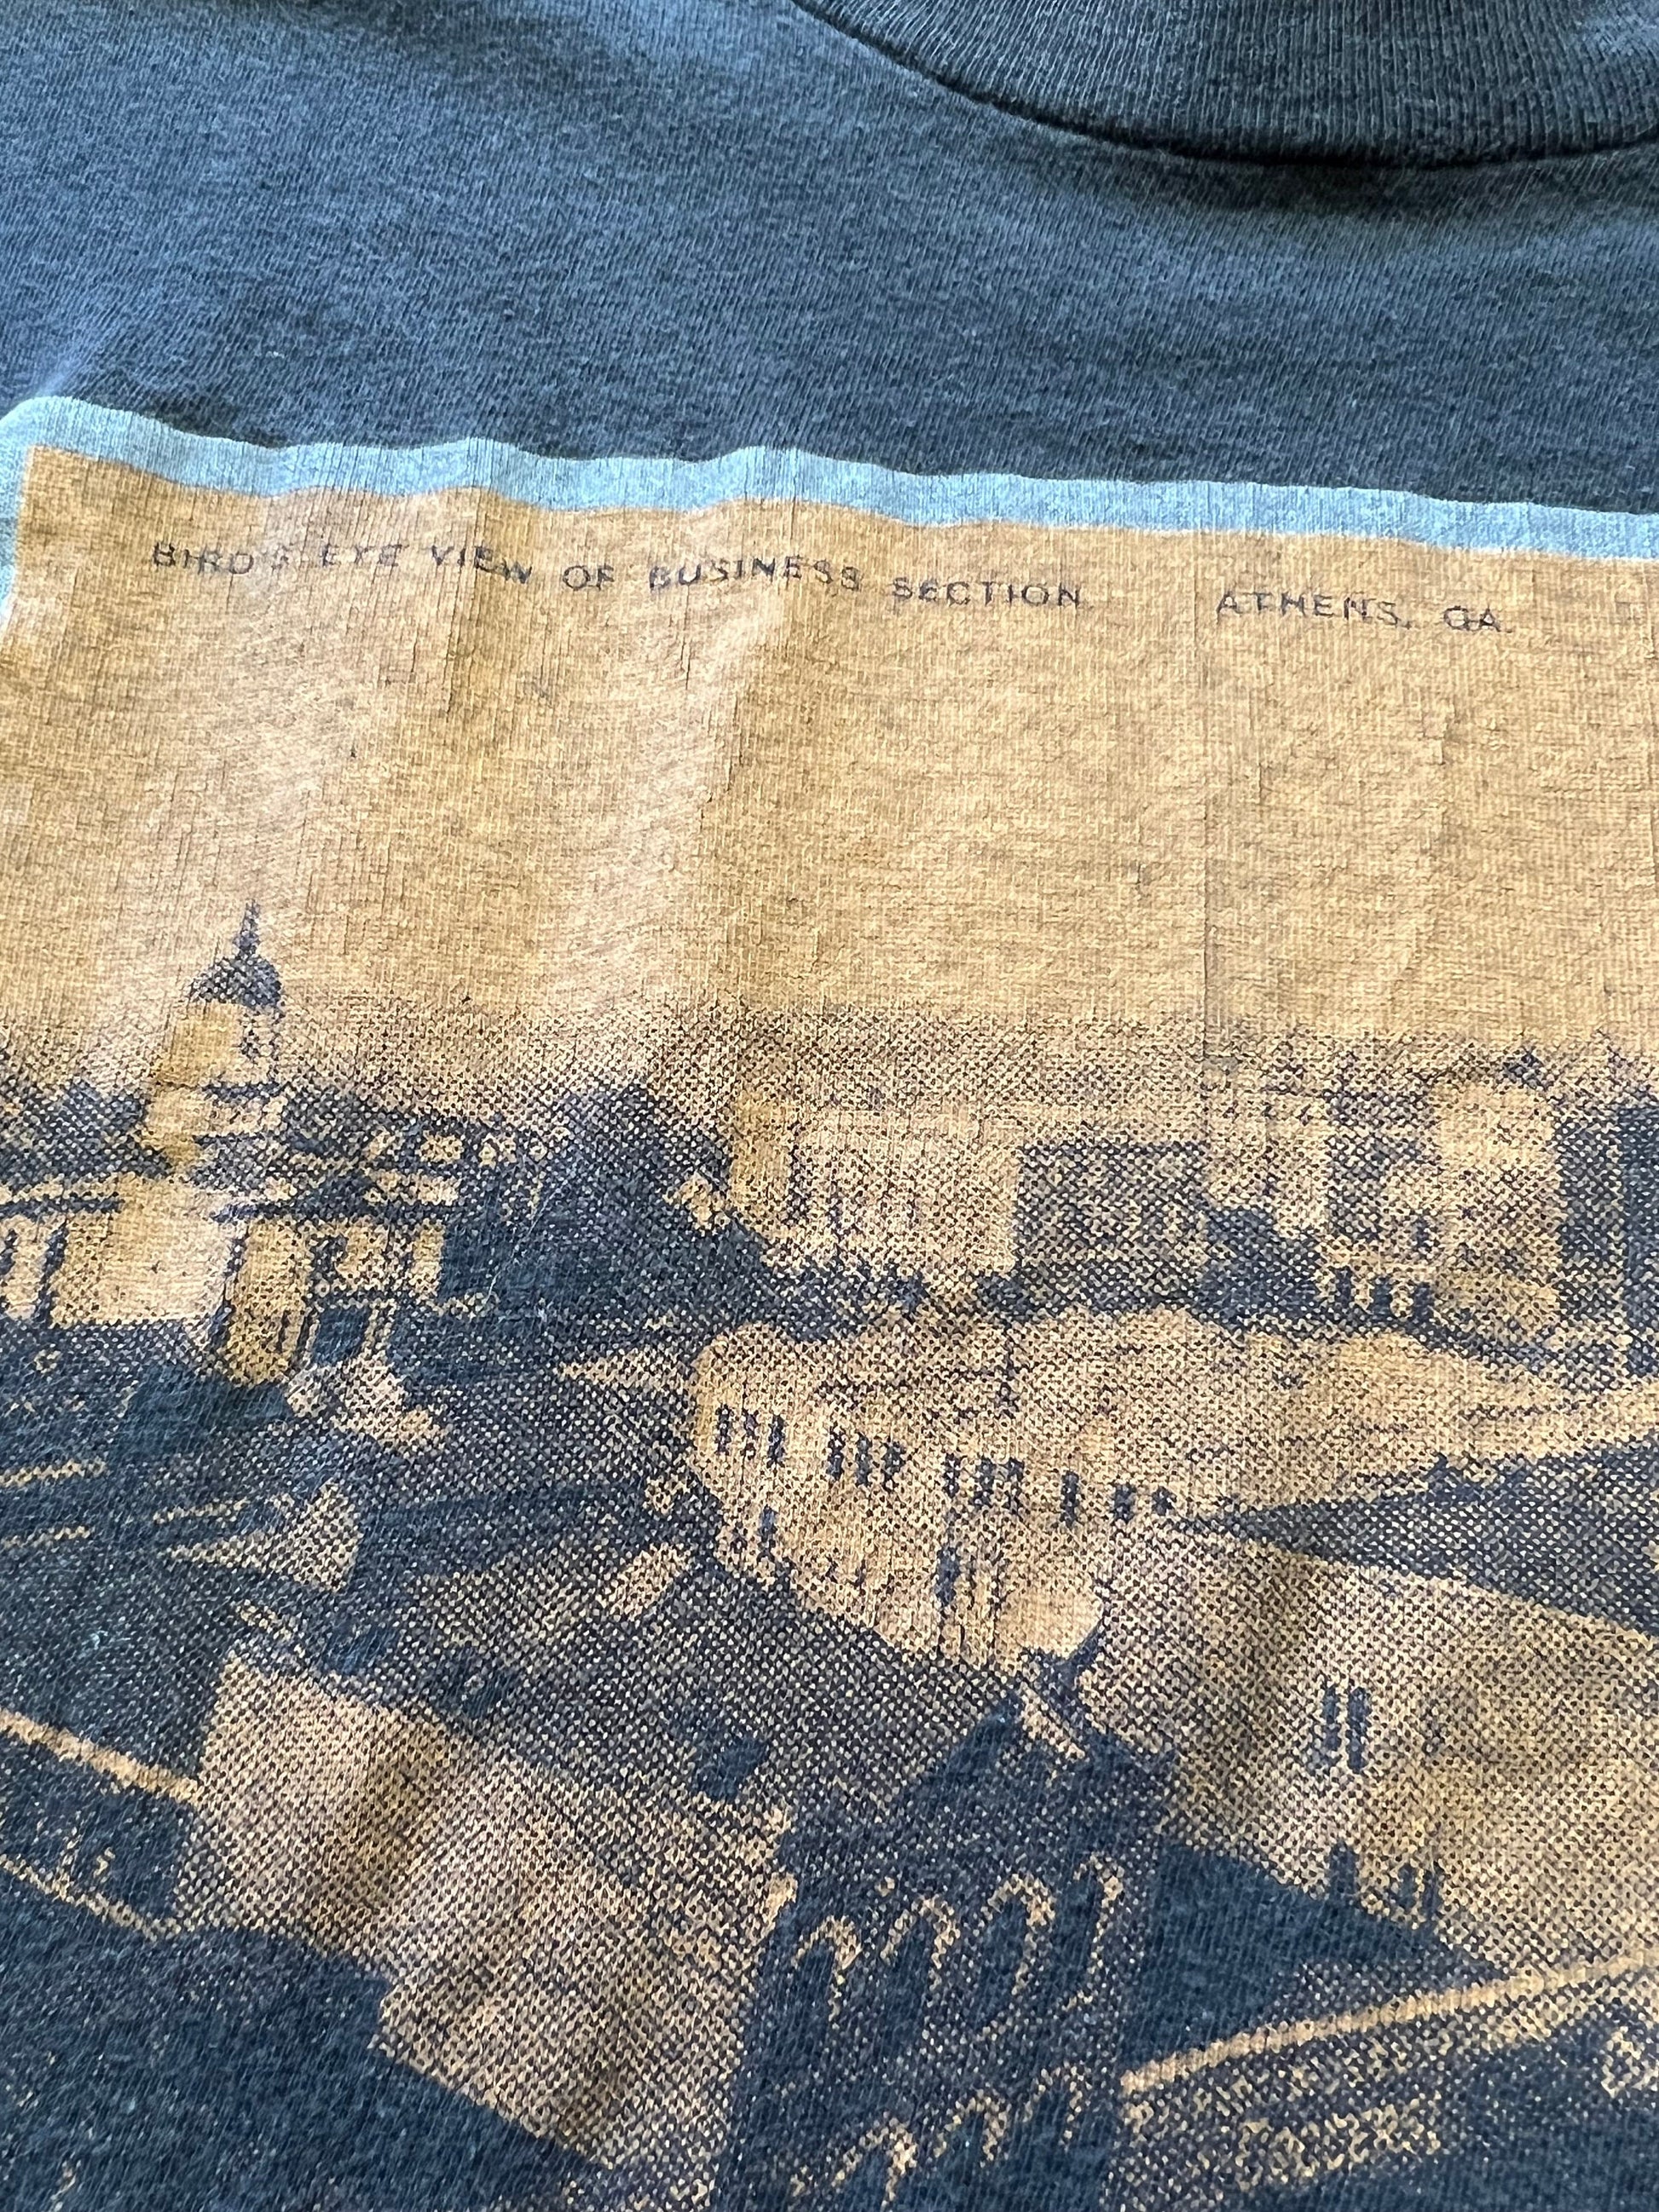 BIRD'S EYE VIEW OF BUSINESS SECTION. ATHENS, GA.